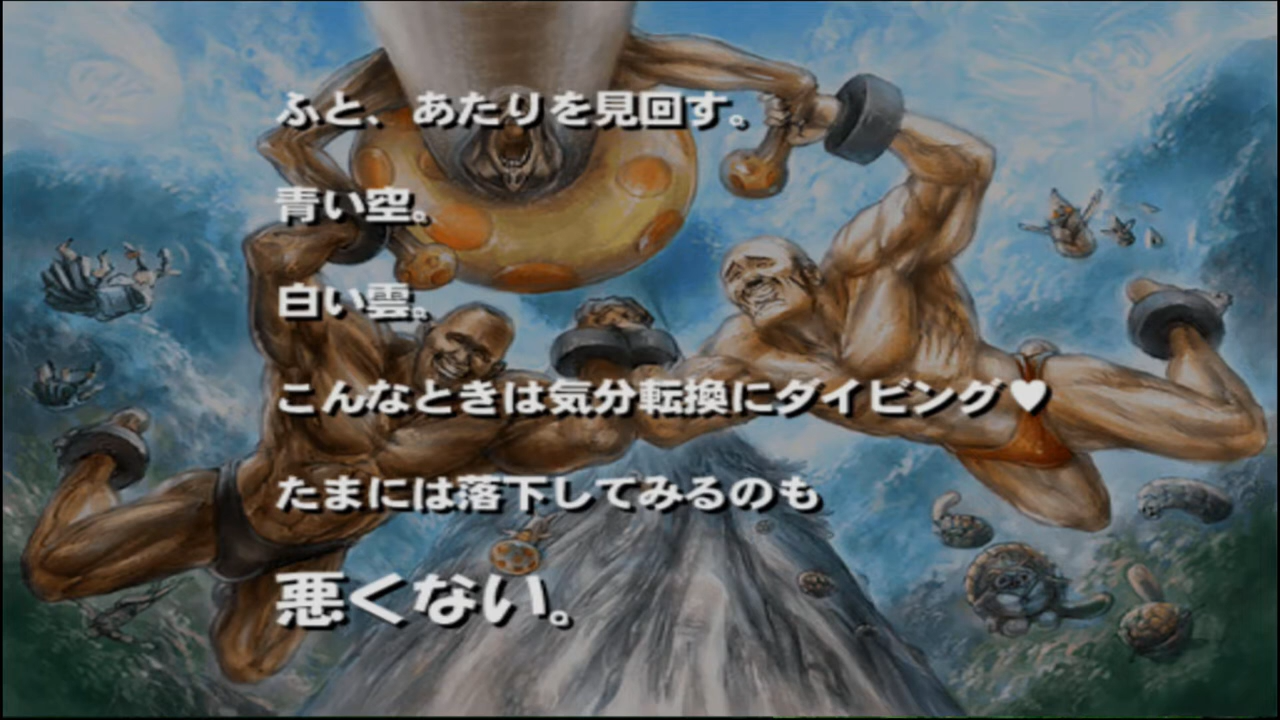 ふと、あたりを見回す。
青い空。
白い雲。
こんなときは気分転換にダイビング♥
たまには落下してみるのも
悪くない。